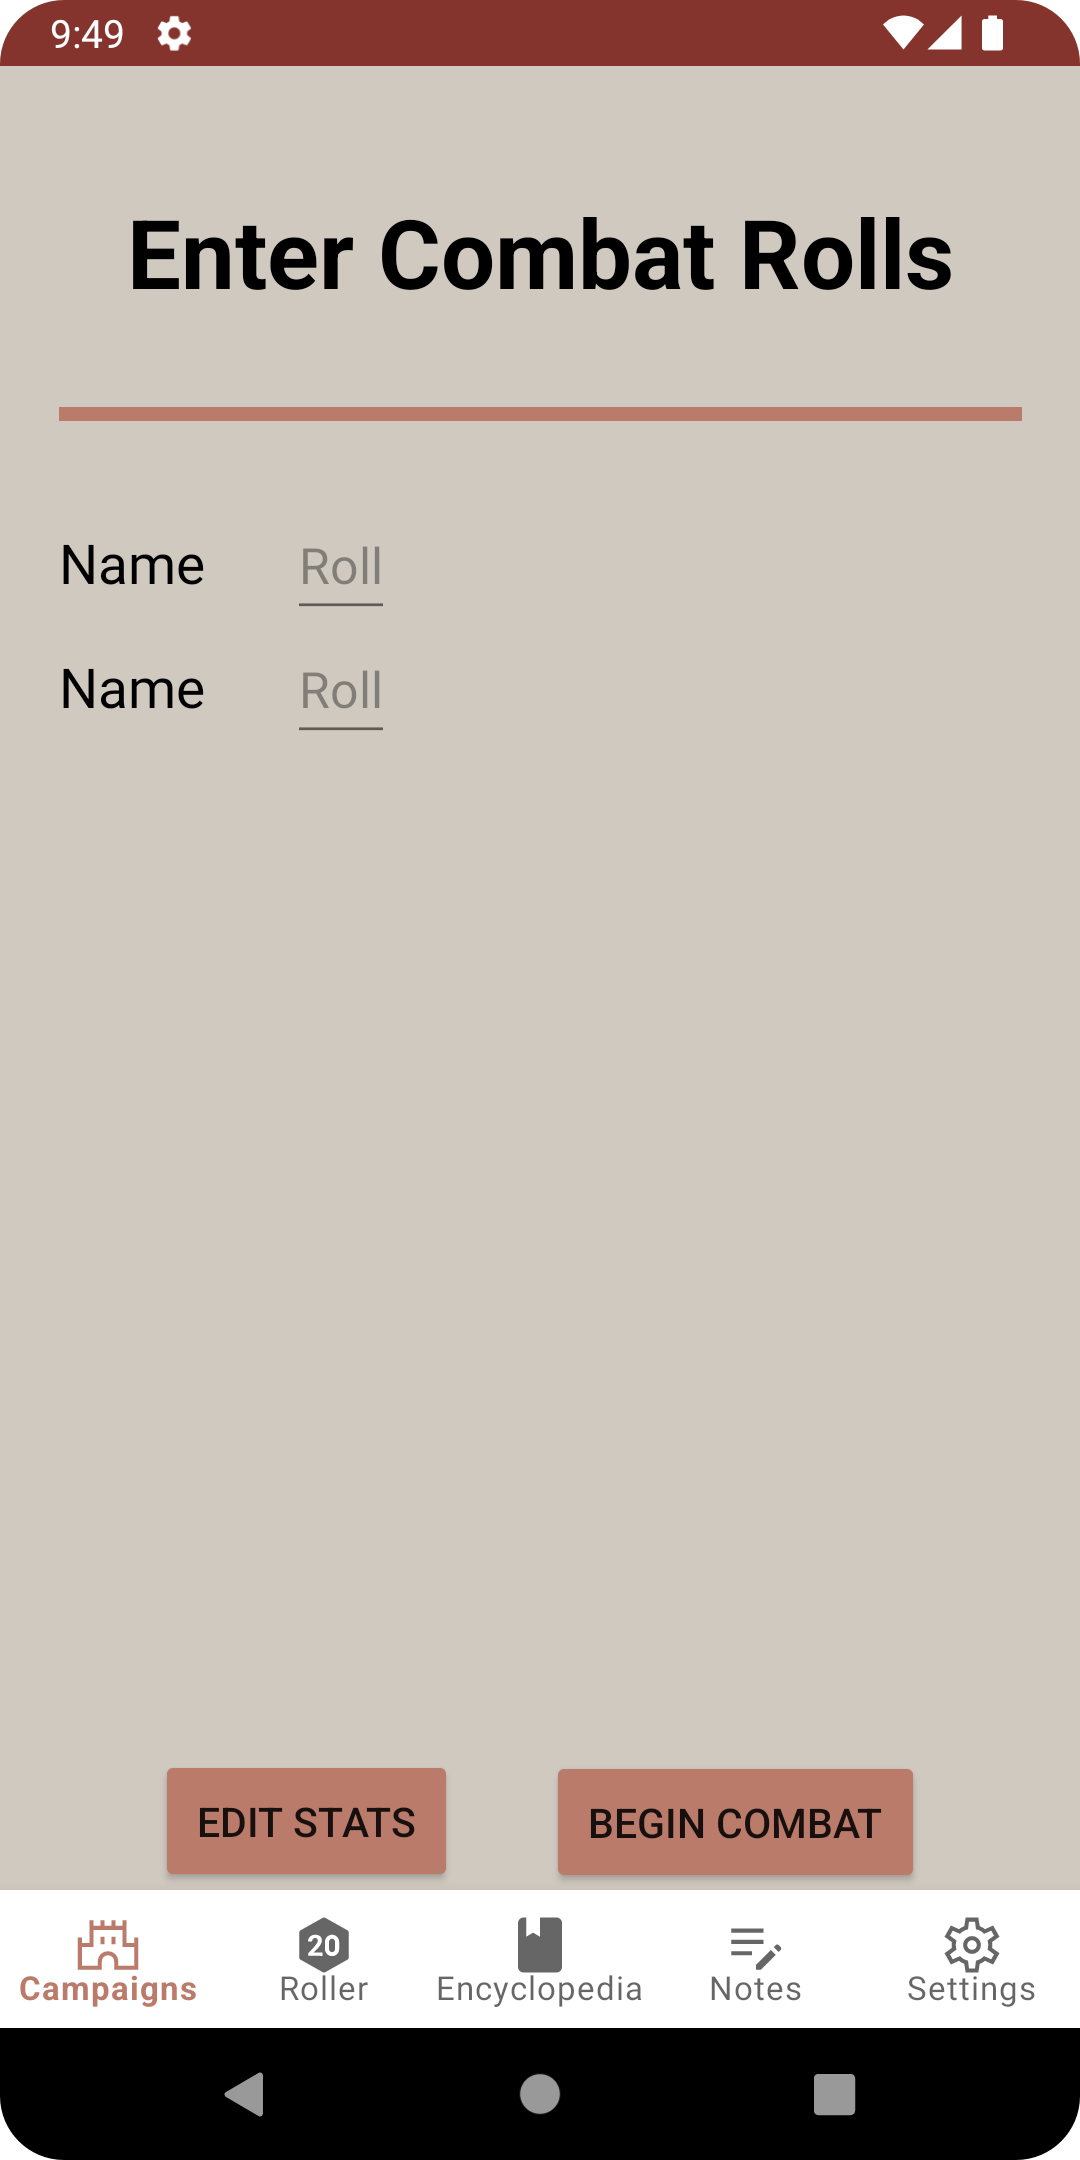 9:49
Enter Combat Rolls
Name Roll
Name Roll
EDIT STATS BEGIN COMBAT
20
Campaigns Roller Encyclopedia Notes Settings